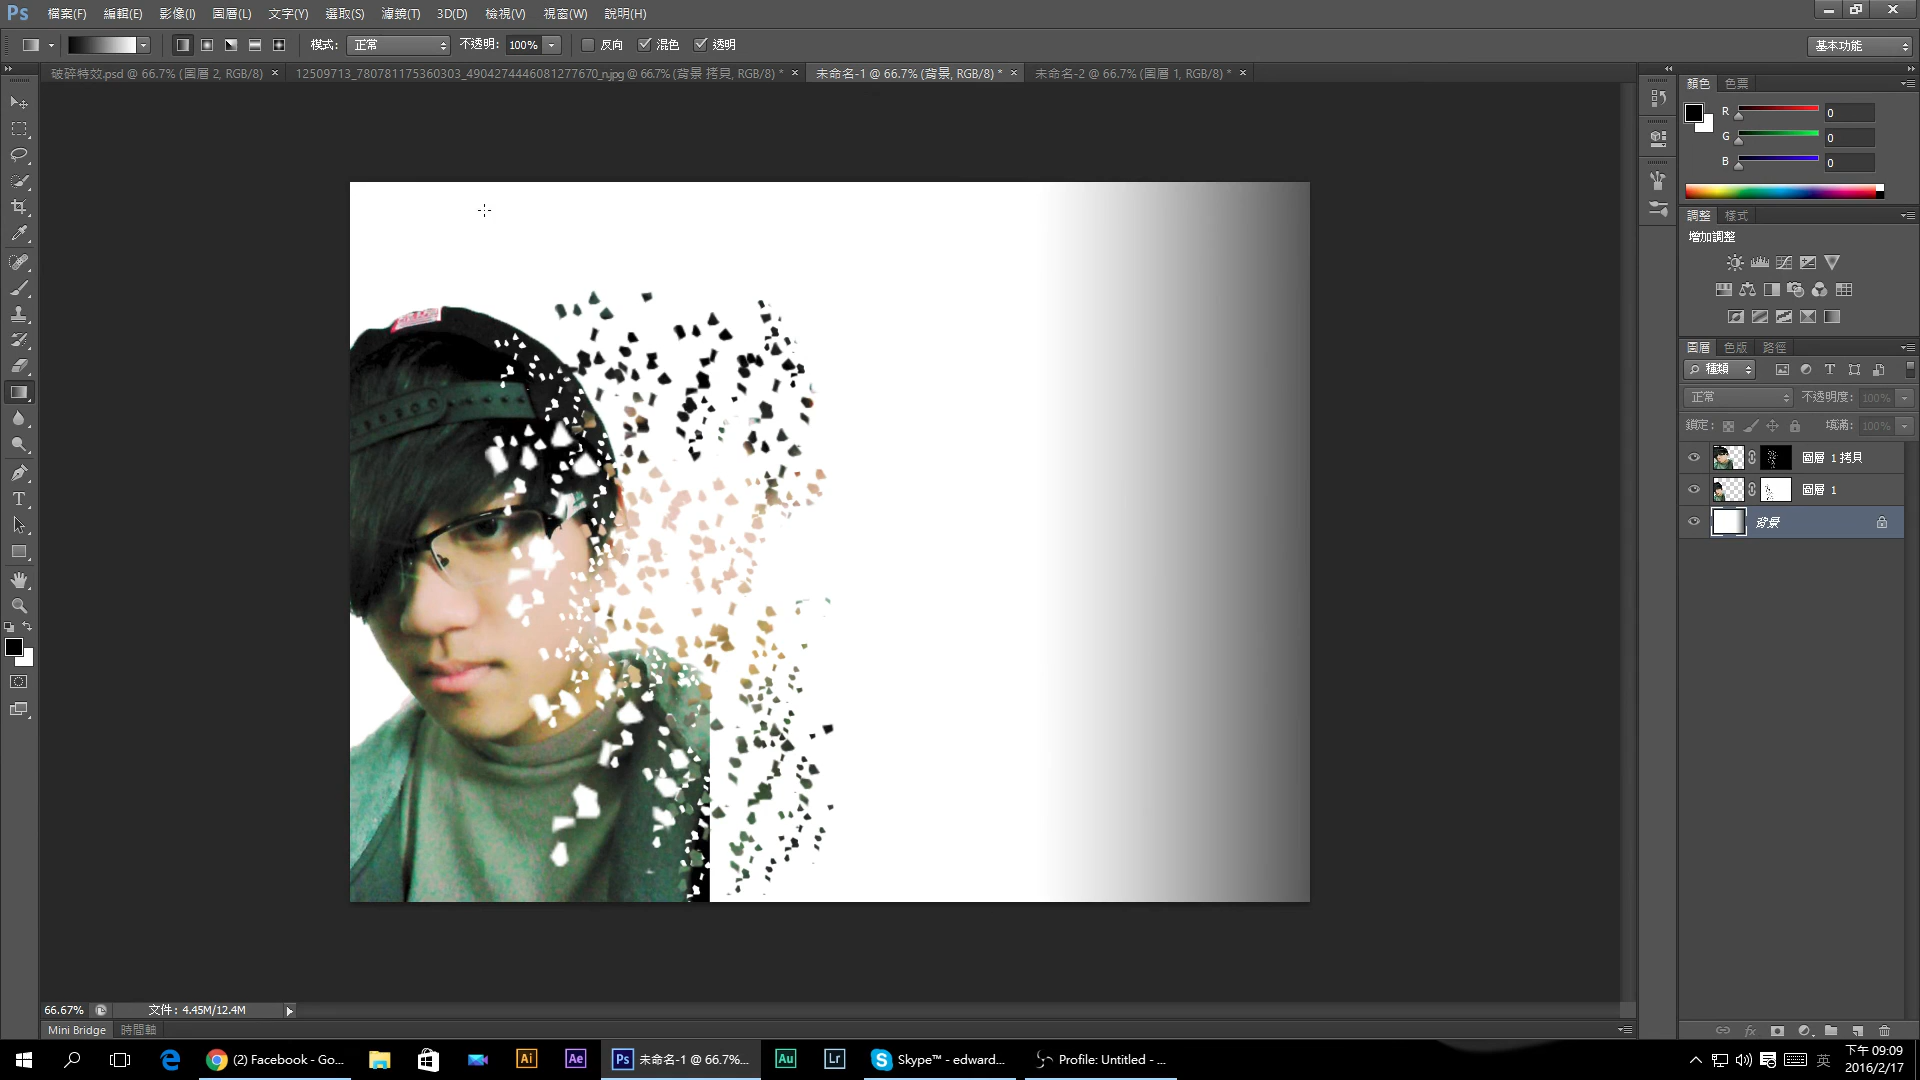 Ps 檔案(F) 編輯(E) 影像(I) 圖層(L) 文字(Y) 選取(S) 濾鏡(T) 3D(D) 檢視(V) 視窗(W) 說明(H)
模式: 正常 不透明: 100% 反向 混色 透明 基本功能
破碎特效.psd @ 66.7% (圖層 2, RGB/8) × 12509713_780781175360303_4904274446081277670_n.jpg @ 66.7% (背景 拷貝, RGB/8) * × 未命名-1 @ 66.7% (背景, RGB/8) * × 未命名-2 @ 66.7% (圖層 1, RGB/8) * ×
顏色 色票
R 0
G 0
B 0
調整 樣式
增加調整
圖層 色版 路徑
種類
正常 不透明度: 100%
鎖定: 填滿: 100%
圖層 1 拷貝
圖層 1
背景
66.67% 文件: 4.45M/12.4M
Mini Bridge 時間軸
(2) Facebook - Go... Ai Ae Ps 未命名-1 @ 66.7%... Au Lr Skype™ - edward... Profile: Untitled - ... 英 下午 09:09
2016/2/17